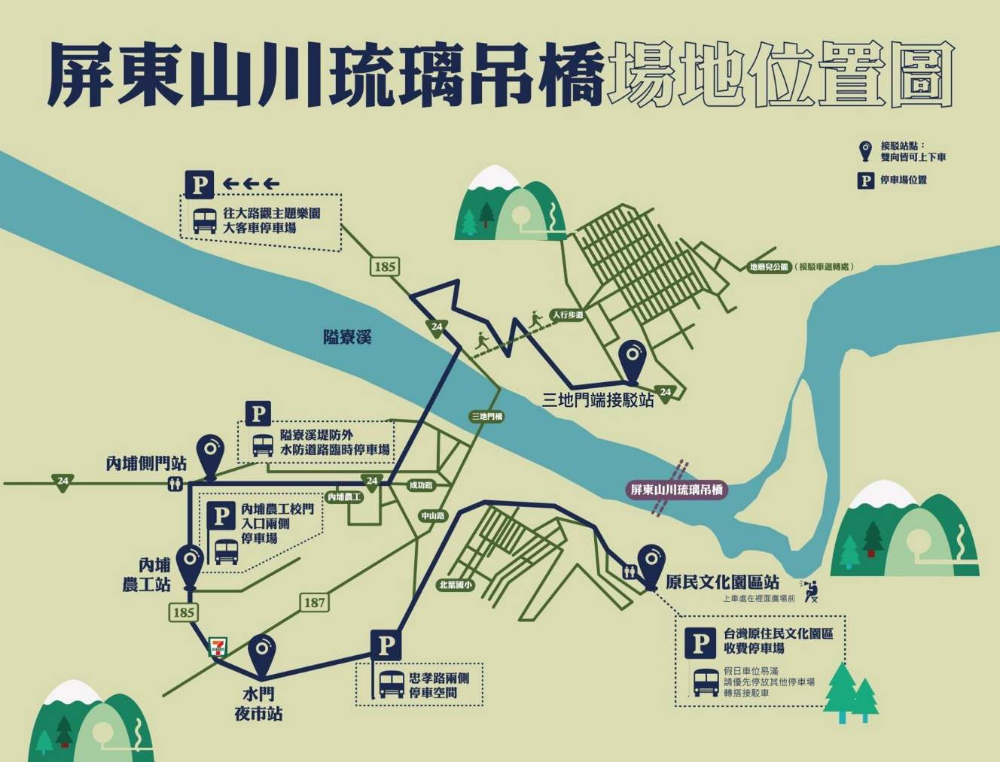 屏東山川琉璃吊橋場地位置圖
接駁站點：
雙向皆可上下車
P 停車場位置
P
往大路觀主題樂園
大客車停車場
185
24
地磨兒公園（接駁車迴轉處）
人行步道
隘寮溪
三地門端接駁站
24
三地門橋
P
隘寮溪堤防外
水防道路臨時停車場
內埔側門站
24
24
成功路
內埔農工
屏東山川琉璃吊橋
P
內埔農工校門
入口兩側
停車場
中山路
內埔
農工站
北葉國小
原民文化園區站
上車處在裡面廣場前
185
187
7
ELEVEN
水門
夜市站
P
忠孝路兩側
停車空間
P
台灣原住民文化園區
收費停車場
假日車位易滿
請優先停放其他停車場
轉搭接駁車